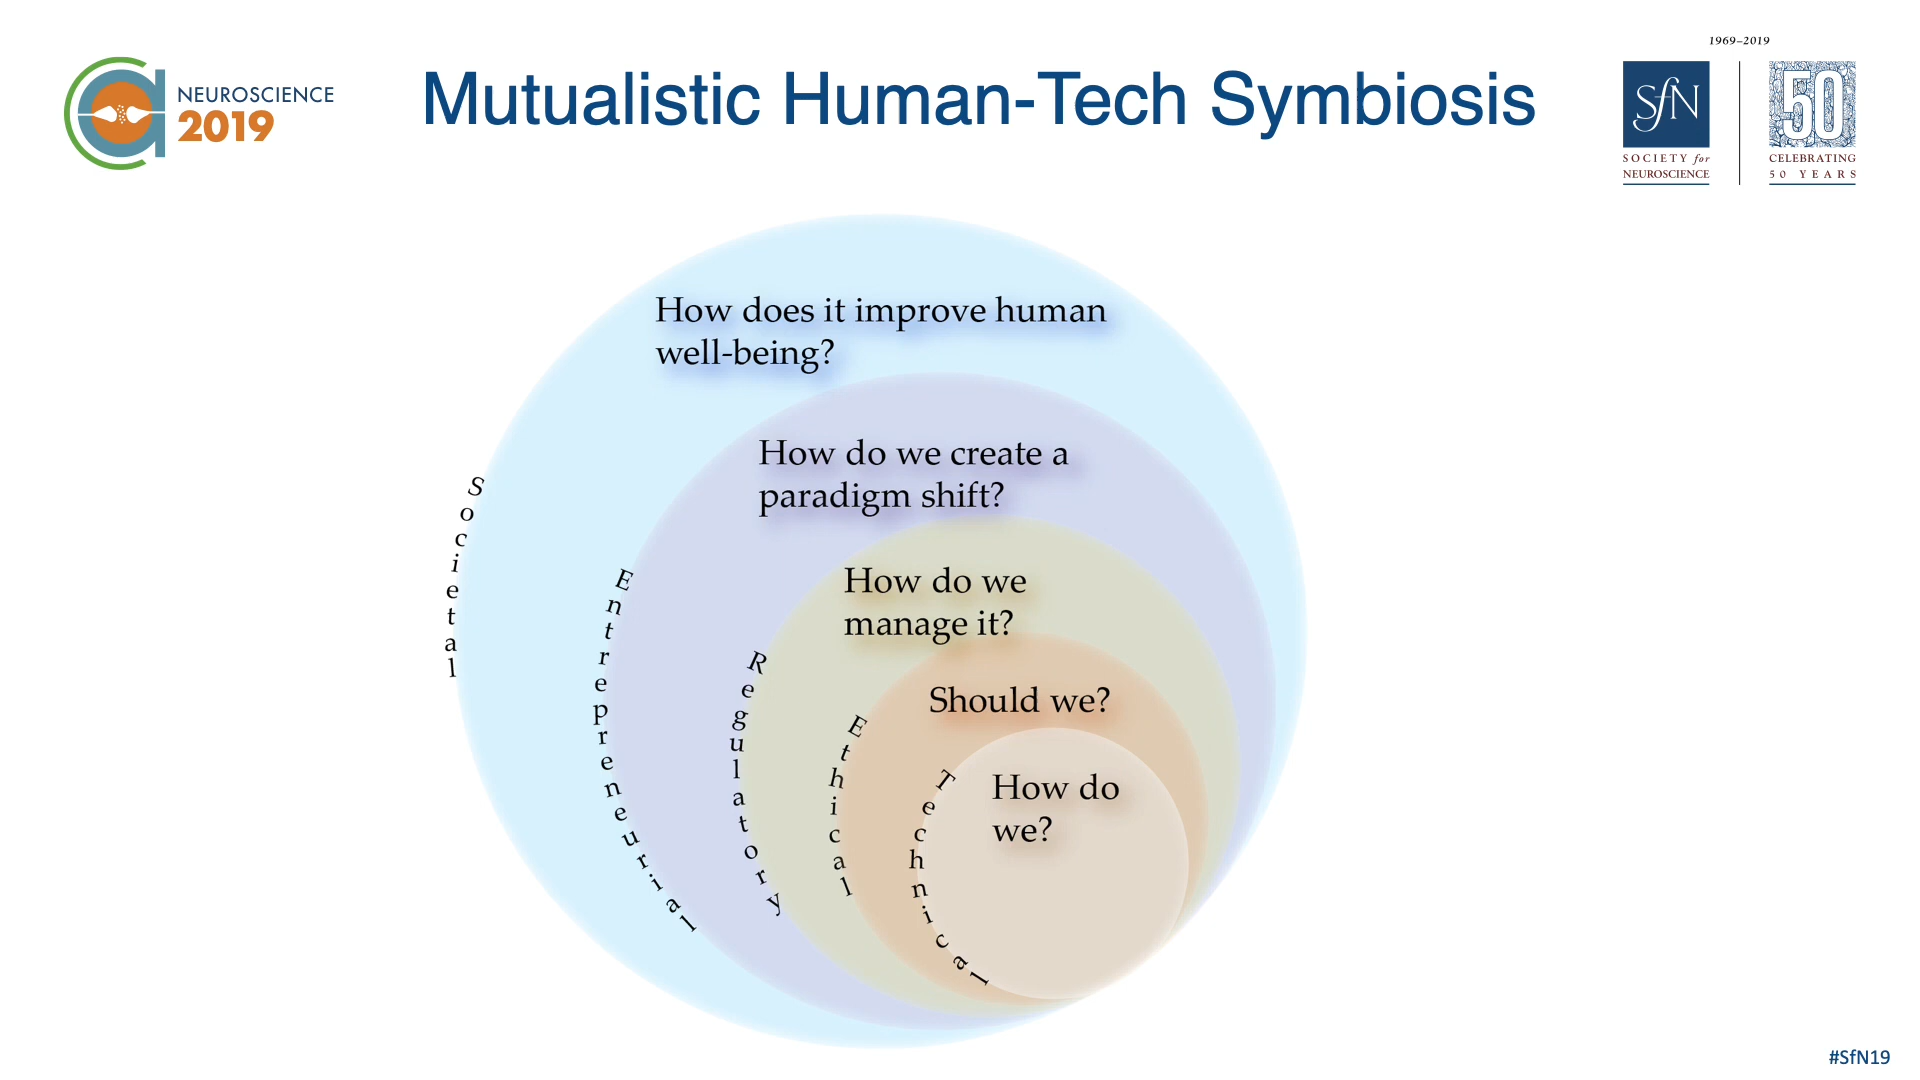 1969–2019
NEUROSCIENCE
2019
Mutualistic Human-Tech Symbiosis
SfN
SOCIETY for
NEUROSCIENCE
50
CELEBRATING
50 YEARS
How does it improve human
well-being?
How do we create a
paradigm shift?
How do we
manage it?
Should we?
How do
we?
Societal
Entrepreneurial
Regulatory
Ethical
Technical
#SfN19